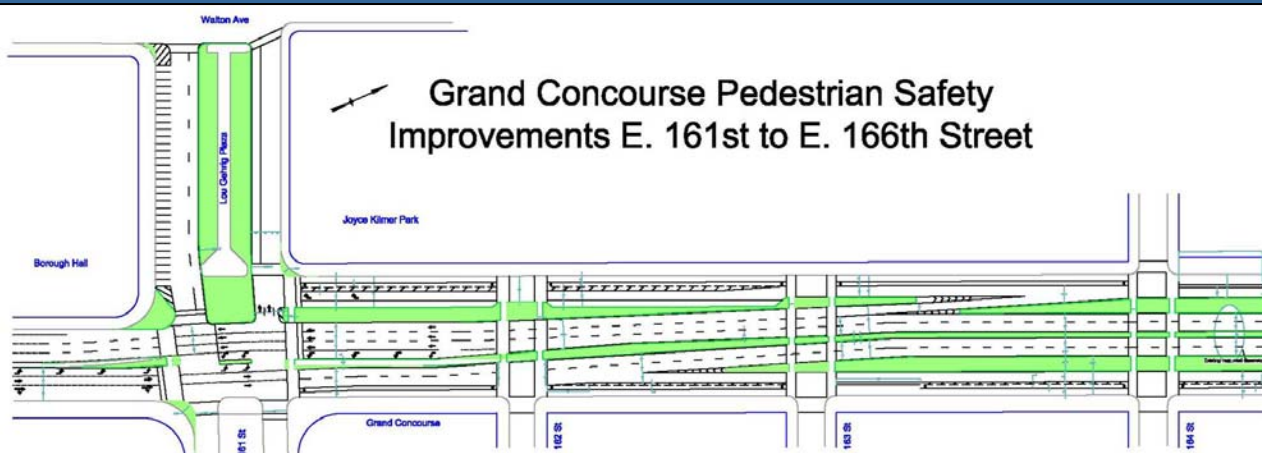 Walton Ave
Grand Concourse Pedestrian Safety
Improvements E. 161st to E. 166th Street
Lou Gehrig Plaza
Joyce Kilmer Park
Borough Hall
Grand Concourse
161 St
162 St
163 St
164 St